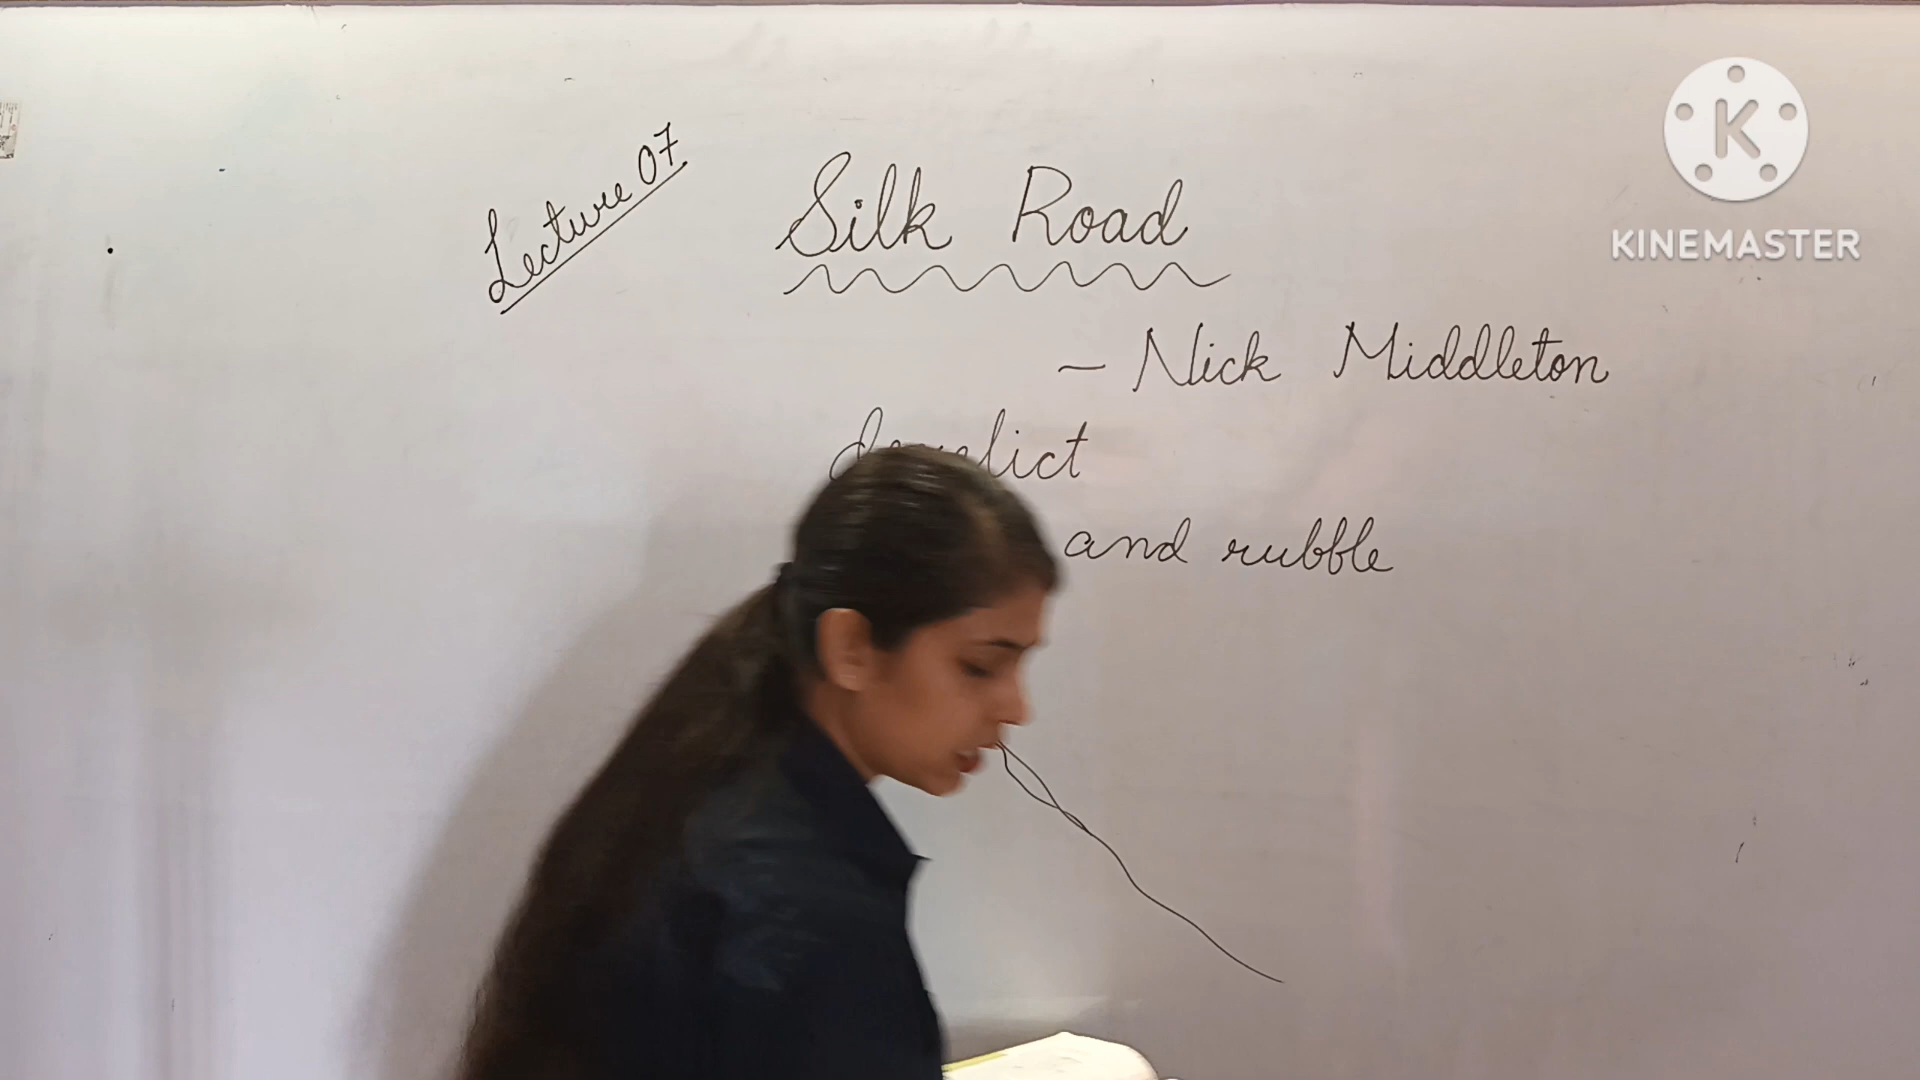 Lecture 07
Silk Road
– Nick Middleton
and rubble
K
KINEMASTER